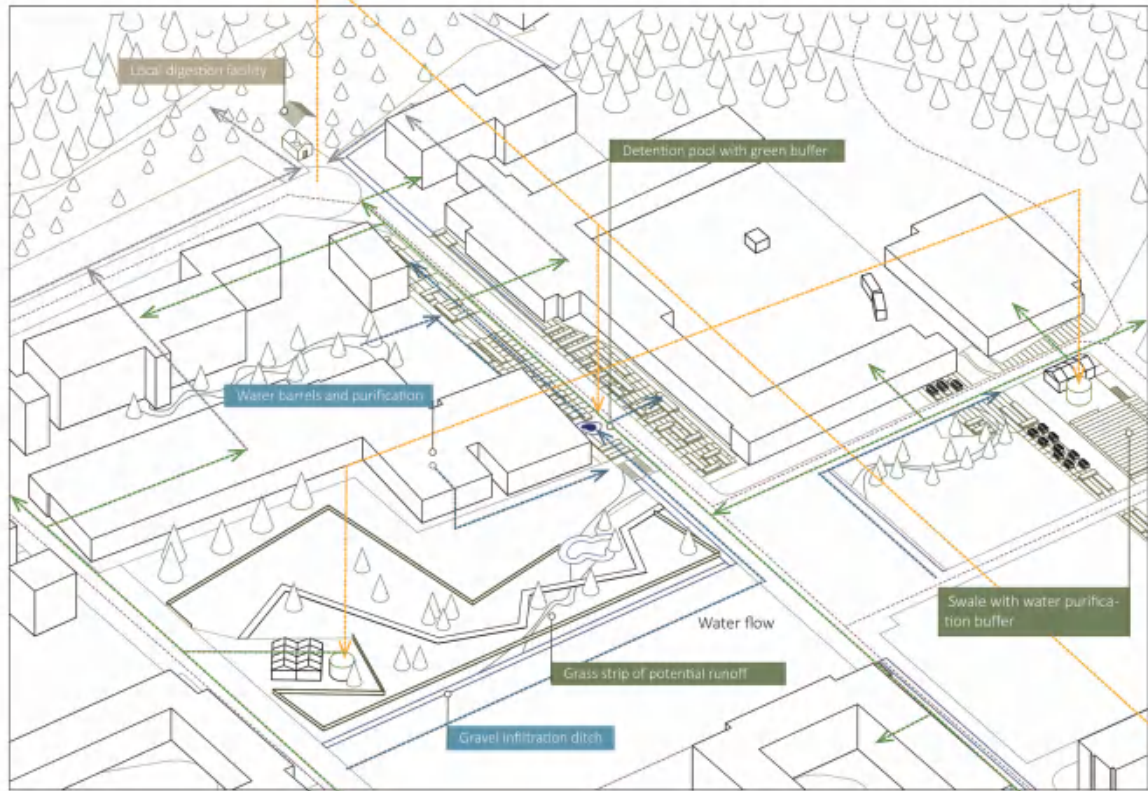 Local digestion facility
Detention pool with green buffer
Water barrels and purification
Swale with water purifica-
tion buffer
Water flow
Grass strip of potential runoff
Gravel infiltration ditch